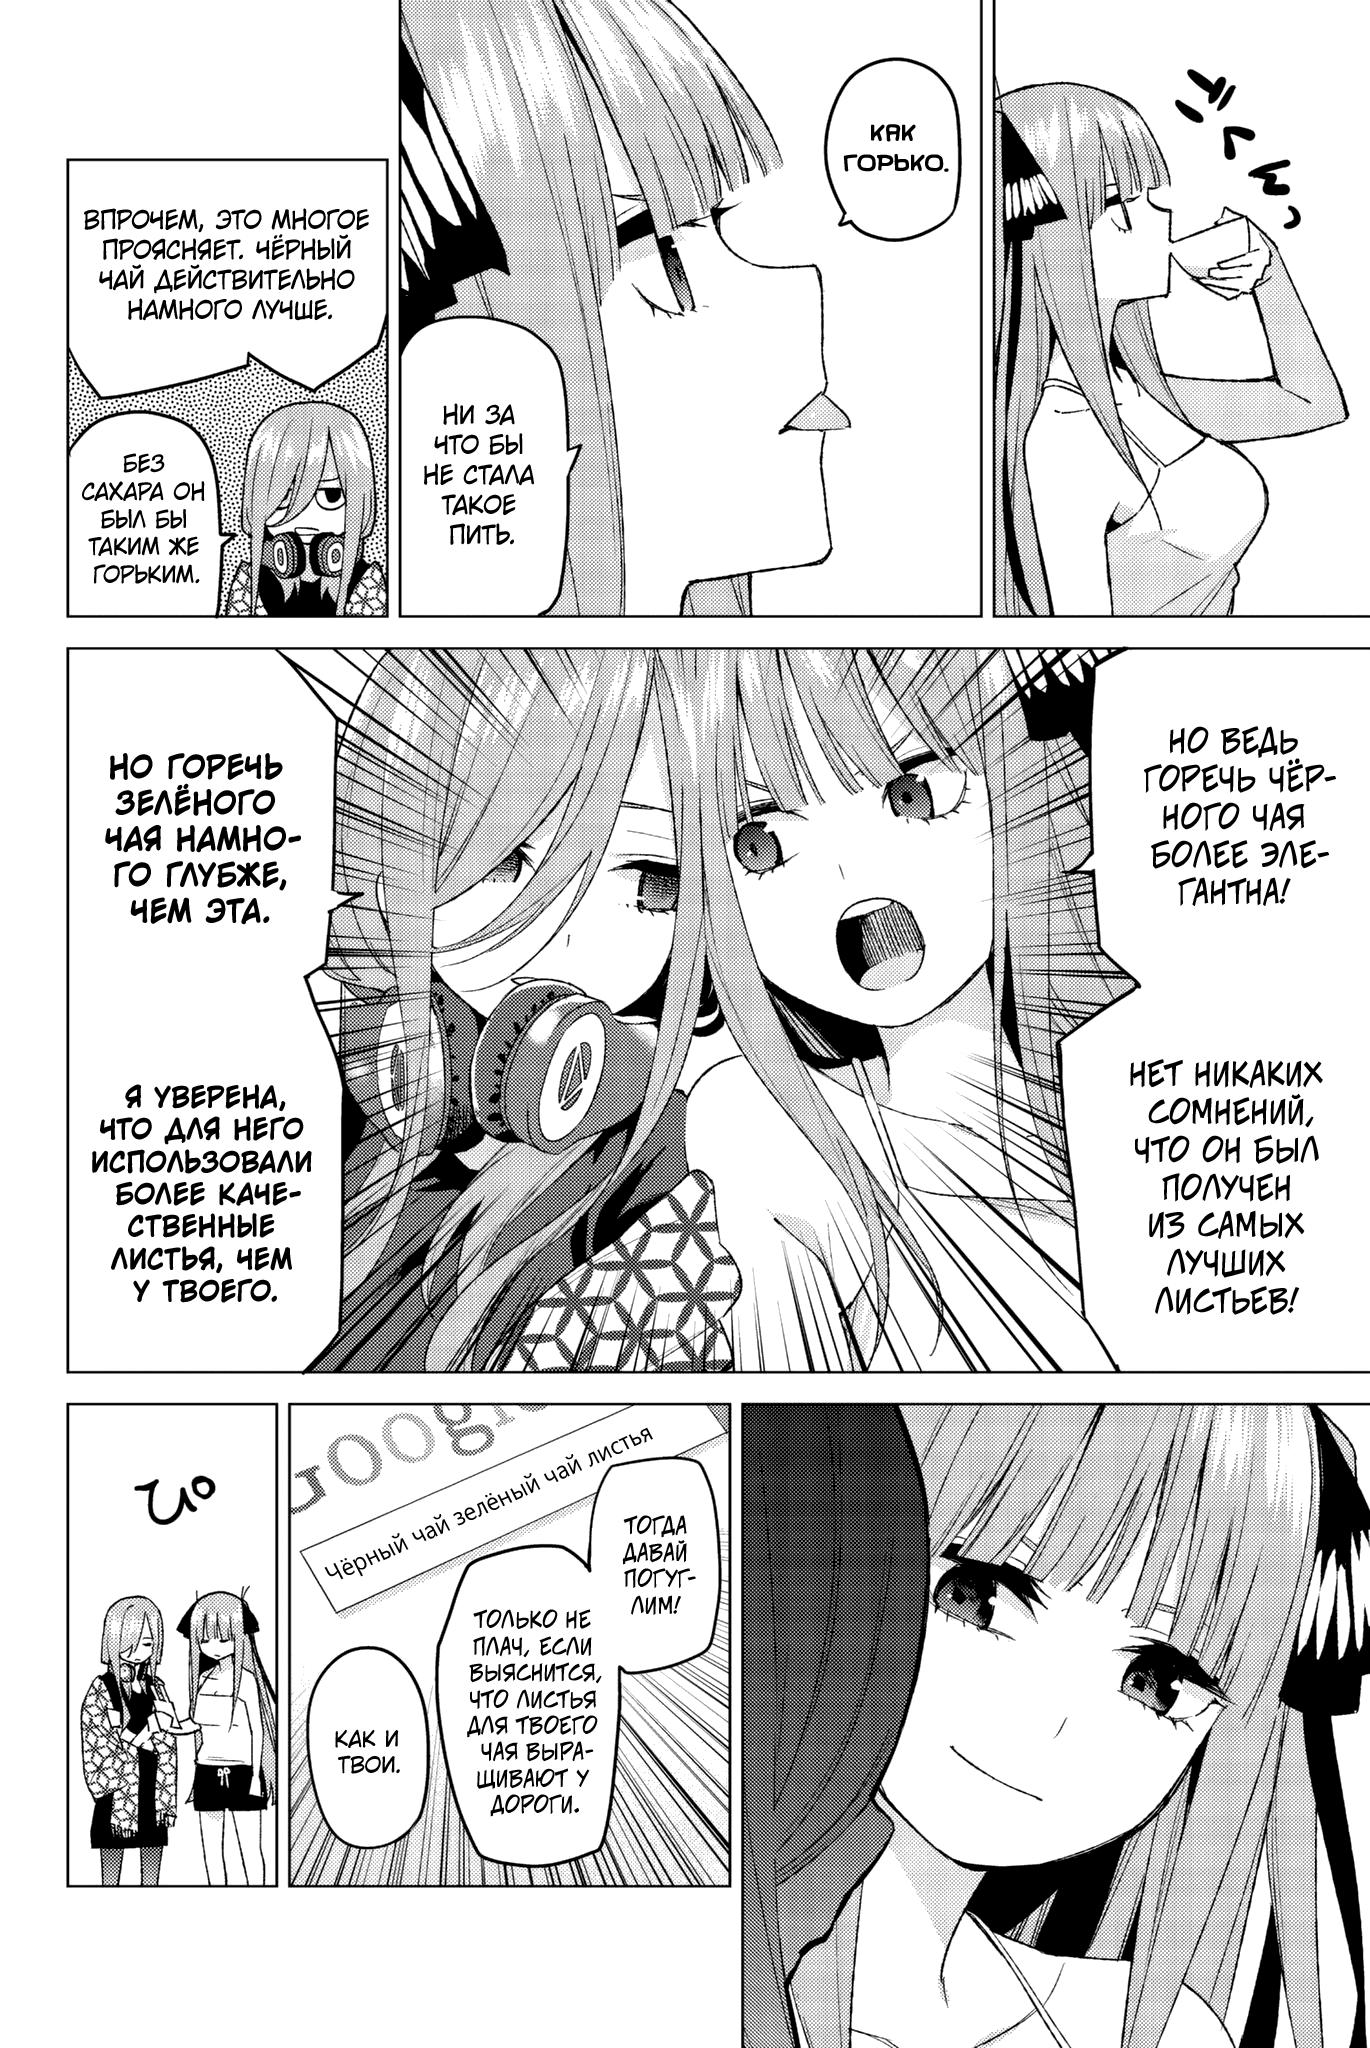 テくw、
КАК
ГОРЬКО.
НИ ЗА
ЧТО БЫ
НЕ СТАЛА
ТАКОЕ
ПИТЬ.
ВПРОЧЕМ, ЭТО МНОГОЕ
ПРОЯСНЯЕТ. ЧЁРНЫЙ
ЧАЙ ДЕЙСТВИТЕЛЬНО
НАМНОГО ЛУЧШЕ.
БЕЗ
САХАРА ОН
БЫЛ БЫ
ТАКИМ ЖЕ
ГОРЬКИМ.
НО ВЕДЬ
ГОРЕЧЬ ЧЁР-
НОГО ЧАЯ
БОЛЕЕ ЭЛЕ-
ГАНТНА!
НО ГОРЕЧЬ
ЗЕЛЁНОГО
ЧАЯ НАМНО-
ГО ГЛУБЖЕ,
ЧЕМ ЭТА.
НЕТ НИКАКИХ
СОМНЕНИЙ,
ЧТО ОН БЫЛ
ПОЛУЧЕН
ИЗ САМЫХ
ЛУЧШИХ
ЛИСТЬЕВ!
Я УВЕРЕНА,
ЧТО ДЛЯ НЕГО
ИСПОЛЬЗОВАЛИ
БОЛЕЕ КАЧЕ-
СТВЕННЫЕ
ЛИСТЬЯ, ЧЕМ
У ТВОЕГО.
Чёрный чай зелёный чай листья
ТОГДА
ДАВАЙ
ПОГУГ-
ЛИМ!
ТОЛЬКО НЕ
ПЛАЧ, ЕСЛИ
ВЫЯСНИТСЯ,
ЧТО ЛИСТЬЯ
ДЛЯ ТВОЕГО
ЧАЯ ВЫРА-
ЩИВАЮТ У
ДОРОГИ.
КАК И
ТВОИ.
ぴ